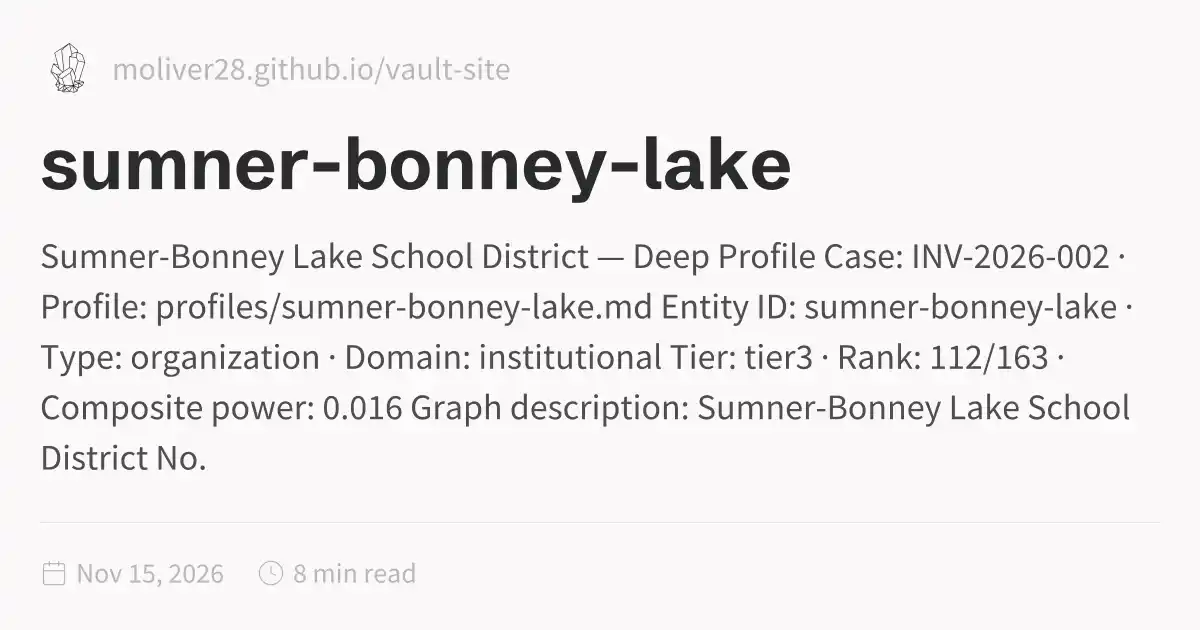 moliver28.github.io/vault-site
sumner-bonney-lake
Sumner-Bonney Lake School District — Deep Profile Case: INV-2026-002 ·
Profile: profiles/sumner-bonney-lake.md Entity ID: sumner-bonney-lake ·
Type: organization · Domain: institutional Tier: tier3 · Rank: 112/163 ·
Composite power: 0.016 Graph description: Sumner-Bonney Lake School
District No.
Nov 15, 2026 8 min read